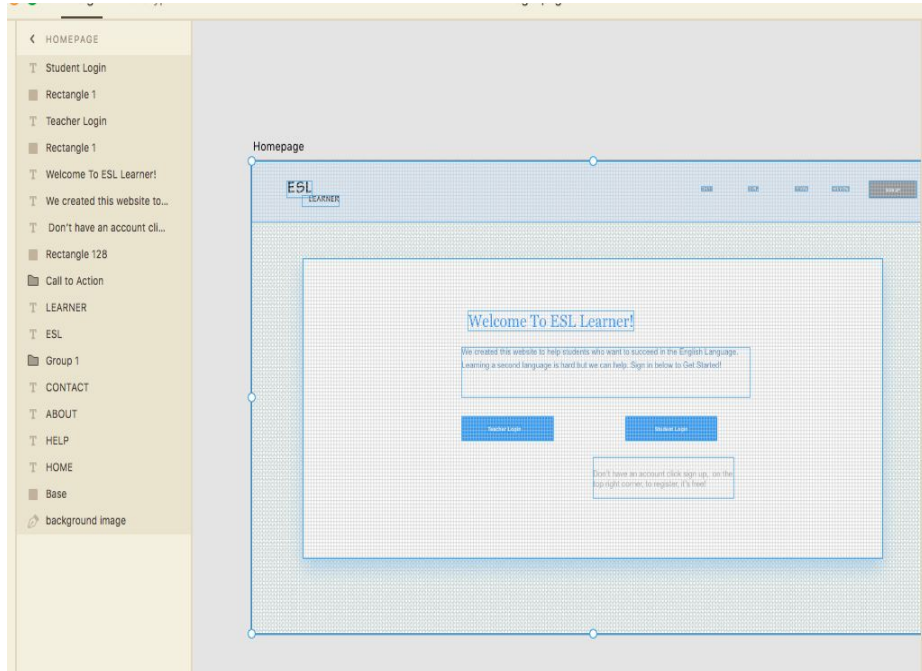 HOMEPAGE
Student Login
Rectangle 1
Teacher Login
Rectangle 1
Welcome To ESL Learner!
We created this website to...
Don't have an account cli...
Rectangle 128
Call to Action
LEARNER
ESL
Group 1
CONTACT
ABOUT
HELP
HOME
Base
background image
Homepage
ESL
LEARNER
Welcome To ESL Learner!
We created this website to help students who want to succeed in the English Language.
Learning a second language is hard but we can help. Sign in below to Get Started!
Teacher Login
Student Login
Don't have an account click sign up, on the
top right corner, to register, it's free!